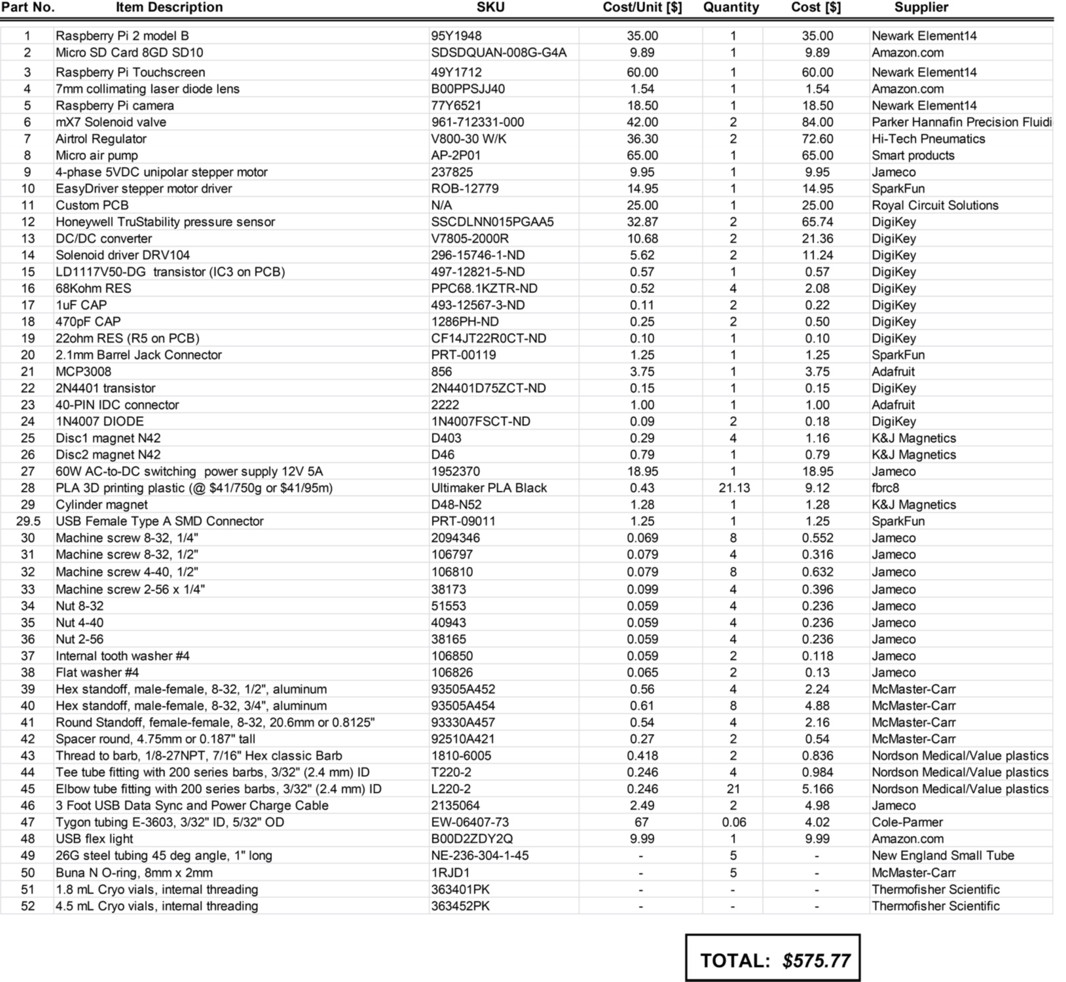 Part No. Item Description SKU Cost/Unit [$] Quantity Cost [$] Supplier
1 Raspberry Pi 2 model B 95Y1948 35.00 1 35.00 Newark Element14
2 Micro SD Card 8GD SD10 SDSDQUAN-008G-G4A 9.89 1 9.89 Amazon.com
3 Raspberry Pi Touchscreen 49Y1712 60.00 1 60.00 Newark Element14
4 7mm collimating laser diode lens B00PPSJJ40 1.54 1 1.54 Amazon.com
5 Raspberry Pi camera 77Y6521 18.50 1 18.50 Newark Element14
6 mX7 Solenoid valve 961-712331-000 42.00 2 84.00 Parker Hannafin Precision Fluidi
7 Airtrol Regulator V800-30 W/K 36.30 2 72.60 Hi-Tech Pneumatics
8 Micro air pump AP-2P01 65.00 1 65.00 Smart products
9 4-phase 5VDC unipolar stepper motor 237825 9.95 1 9.95 Jameco
10 EasyDriver stepper motor driver ROB-12779 14.95 1 14.95 SparkFun
11 Custom PCB N/A 25.00 1 25.00 Royal Circuit Solutions
12 Honeywell TruStability pressure sensor SSCDLNN015PGAA5 32.87 2 65.74 DigiKey
13 DC/DC converter V7805-2000R 10.68 2 21.36 DigiKey
14 Solenoid driver DRV104 296-15746-1-ND 5.62 2 11.24 DigiKey
15 LD1117V50-DG transistor (IC3 on PCB) 497-12821-5-ND 0.57 1 0.57 DigiKey
16 68Kohm RES PPC68.1KZTR-ND 0.52 4 2.08 DigiKey
17 1uF CAP 493-12567-3-ND 0.11 2 0.22 DigiKey
18 470pF CAP 1286PH-ND 0.25 2 0.50 DigiKey
19 22ohm RES (R5 on PCB) CF14JT22R0CT-ND 0.10 1 0.10 DigiKey
20 2.1mm Barrel Jack Connector PRT-00119 1.25 1 1.25 SparkFun
21 MCP3008 856 3.75 1 3.75 Adafruit
22 2N4401 transistor 2N4401D75ZCT-ND 0.15 1 0.15 DigiKey
23 40-PIN IDC connector 2222 1.00 1 1.00 Adafruit
24 1N4007 DIODE 1N4007FSCT-ND 0.09 2 0.18 DigiKey
25 Disc1 magnet N42 D403 0.29 4 1.16 K&J Magnetics
26 Disc2 magnet N42 D46 0.79 1 0.79 K&J Magnetics
27 60W AC-to-DC switching power supply 12V 5A 1952370 18.95 1 18.95 Jameco
28 PLA 3D printing plastic (@ $41/750g or $41/95m) Ultimaker PLA Black 0.43 21.13 9.12 fbrc8
29 Cylinder magnet D48-N52 1.28 1 1.28 K&J Magnetics
29.5 USB Female Type A SMD Connector PRT-09011 1.25 1 1.25 SparkFun
30 Machine screw 8-32, 1/4" 2094346 0.069 8 0.552 Jameco
31 Machine screw 8-32, 1/2" 106797 0.079 4 0.316 Jameco
32 Machine screw 4-40, 1/2" 106810 0.079 8 0.632 Jameco
33 Machine screw 2-56 x 1/4" 38173 0.099 4 0.396 Jameco
34 Nut 8-32 51553 0.059 4 0.236 Jameco
35 Nut 4-40 40943 0.059 4 0.236 Jameco
36 Nut 2-56 38165 0.059 4 0.236 Jameco
37 Internal tooth washer #4 106850 0.059 2 0.118 Jameco
38 Flat washer #4 106826 0.065 2 0.13 Jameco
39 Hex standoff, male-female, 8-32, 1/2", aluminum 93505A452 0.56 4 2.24 McMaster-Carr
40 Hex standoff, male-female, 8-32, 3/4", aluminum 93505A454 0.61 8 4.88 McMaster-Carr
41 Round Standoff, female-female, 8-32, 20.6mm or 0.8125" 93330A457 0.54 4 2.16 McMaster-Carr
42 Spacer round, 4.75mm or 0.187" tall 92510A421 0.27 2 0.54 McMaster-Carr
43 Thread to barb, 1/8-27NPT, 7/16" Hex classic Barb 1810-6005 0.418 2 0.836 Nordson Medical/Value plastics
44 Tee tube fitting with 200 series barbs, 3/32" (2.4 mm) ID T220-2 0.246 4 0.984 Nordson Medical/Value plastics
45 Elbow tube fitting with 200 series barbs, 3/32" (2.4 mm) ID L220-2 0.246 21 5.166 Nordson Medical/Value plastics
46 3 Foot USB Data Sync and Power Charge Cable 2135064 2.49 2 4.98 Jameco
47 Tygon tubing E-3603, 3/32" ID, 5/32" OD EW-06407-73 67 0.06 4.02 Cole-Parmer
48 USB flex light B00D2ZDY2Q 9.99 1 9.99 Amazon.com
49 26G steel tubing 45 deg angle, 1" long NE-236-304-1-45 - 5 - New England Small Tube
50 Buna N O-ring, 8mm x 2mm 1RJD1 - 5 - McMaster-Carr
51 1.8 mL Cryo vials, internal threading 363401PK - - - Thermofisher Scientific
52 4.5 mL Cryo vials, internal threading 363452PK - - - Thermofisher Scientific
TOTAL: $575.77